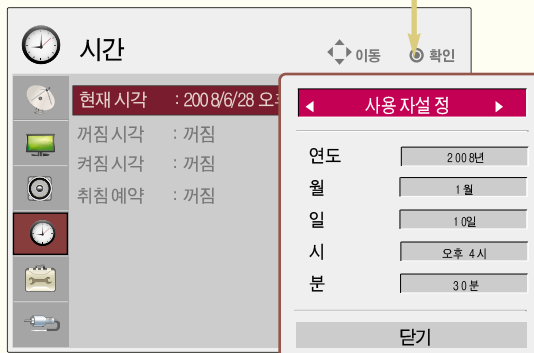 시간
이동 확인
현재 시각 : 2008/6/28 오
꺼짐 시각 : 꺼짐
켜짐 시각 : 꺼짐
취침 예약 : 꺼짐
사용자설정
연도 2008년
월 1월
일 10일
시 오후 4시
분 30분
닫기